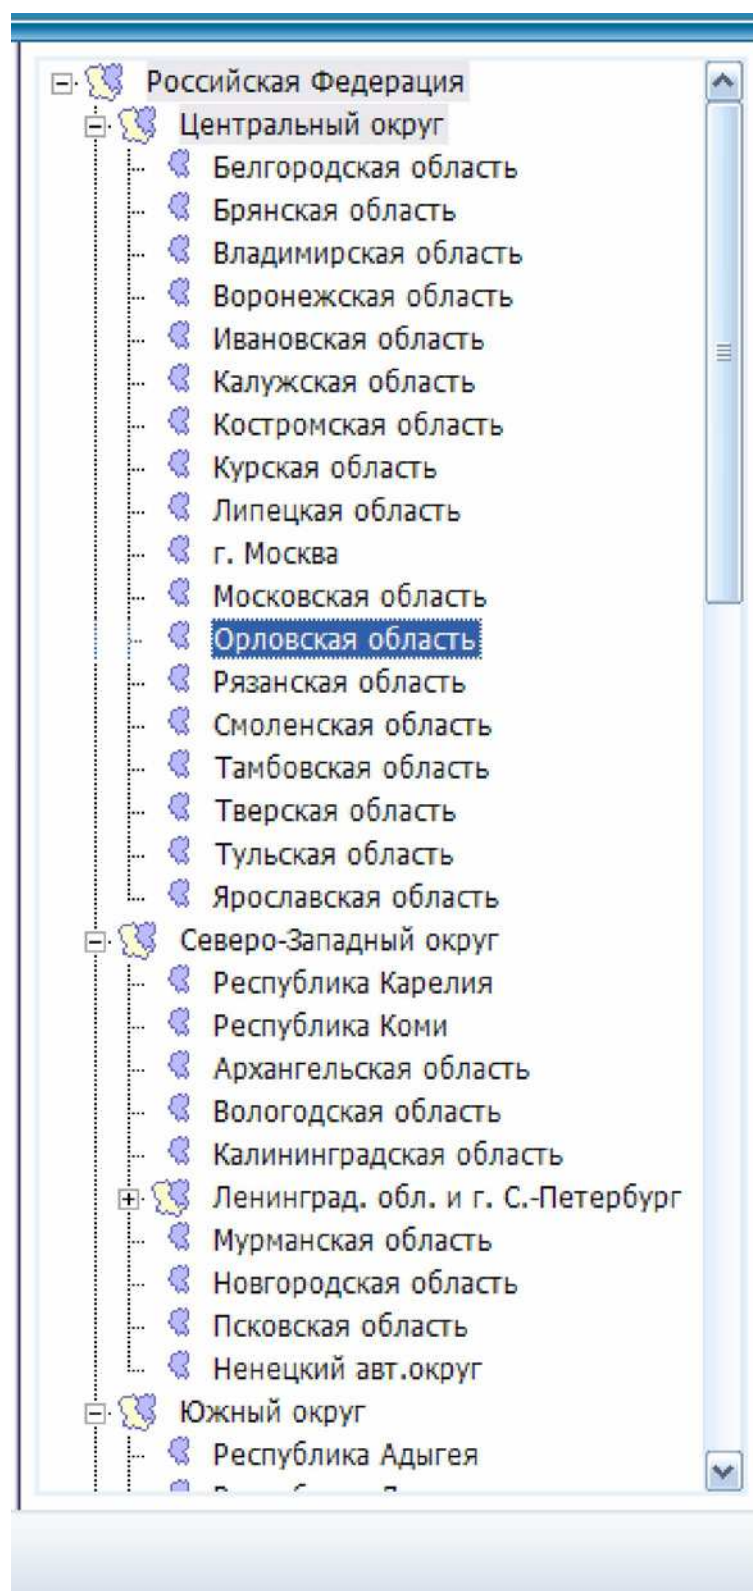 Российская Федерация
Центральный округ
Белгородская область
Брянская область
Владимирская область
Воронежская область
Ивановская область
Калужская область
Костромская область
Курская область
Липецкая область
г. Москва
Московская область
Орловская область
Рязанская область
Смоленская область
Тамбовская область
Тверская область
Тульская область
Ярославская область
Северо-Западный округ
Республика Карелия
Республика Коми
Архангельская область
Вологодская область
Калининградская область
Ленинград. обл. и г. С.-Петербург
Мурманская область
Новгородская область
Псковская область
Ненецкий авт.округ
Южный округ
Республика Адыгея